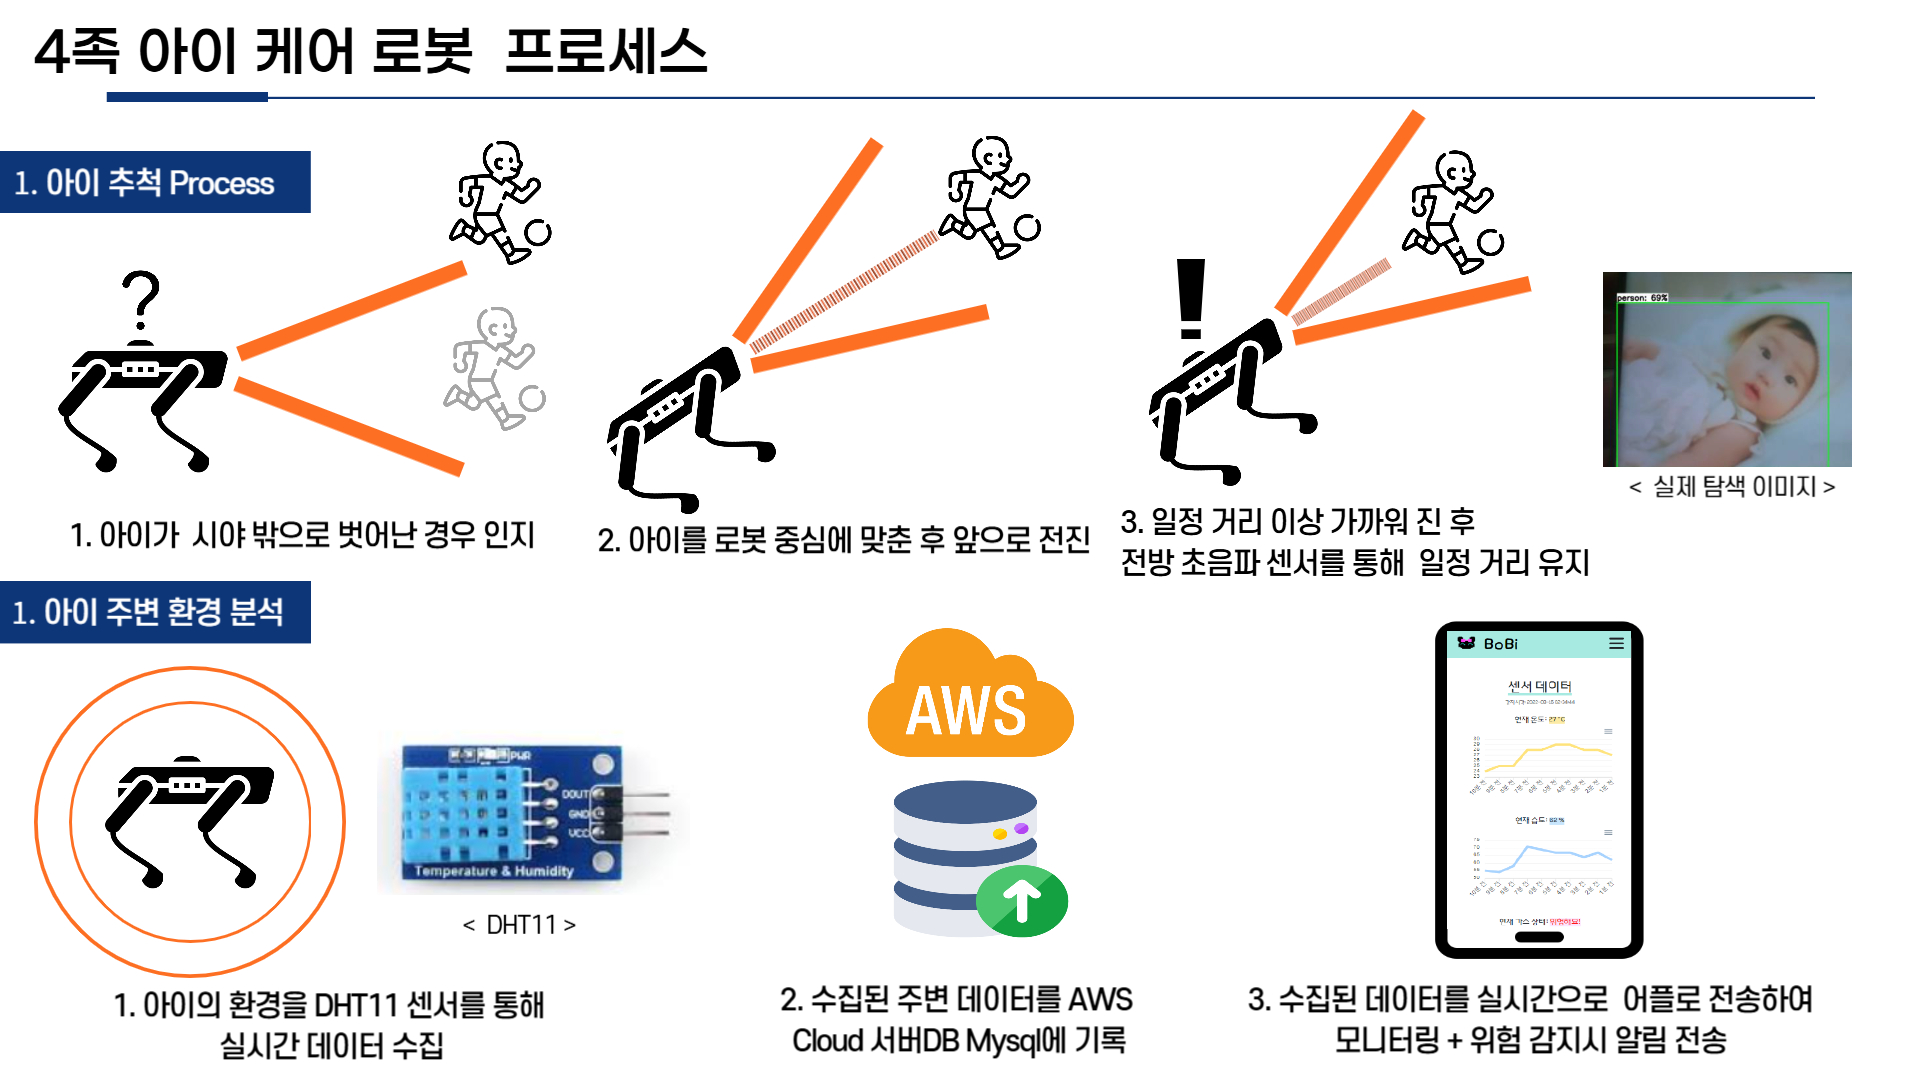 4족 아이 케어 로봇 프로세스
1. 아이 추척 Process
person: 69%
< 실제 탐색 이미지 >
1. 아이가 시야 밖으로 벗어난 경우 인지
2. 아이를 로봇 중심에 맞춘 후 앞으로 전진
3. 일정 거리 이상 가까워 진 후
전방 초음파 센서를 통해 일정 거리 유지
1. 아이 주변 환경 분석
PWR
DOUT
GND
VCC
Temperature & Humidity
< DHT11 >
1. 아이의 환경을 DHT11 센서를 통해
실시간 데이터 수집
AWS
2. 수집된 주변 데이터를 AWS
Cloud 서버DB Mysql에 기록
BoBi
센서 데이터
현재 온도: 27°C
현재 습도: 62%
현재 가스 상태: 위험해요!
3. 수집된 데이터를 실시간으로 어플로 전송하여
모니터링 + 위험 감지시 알림 전송